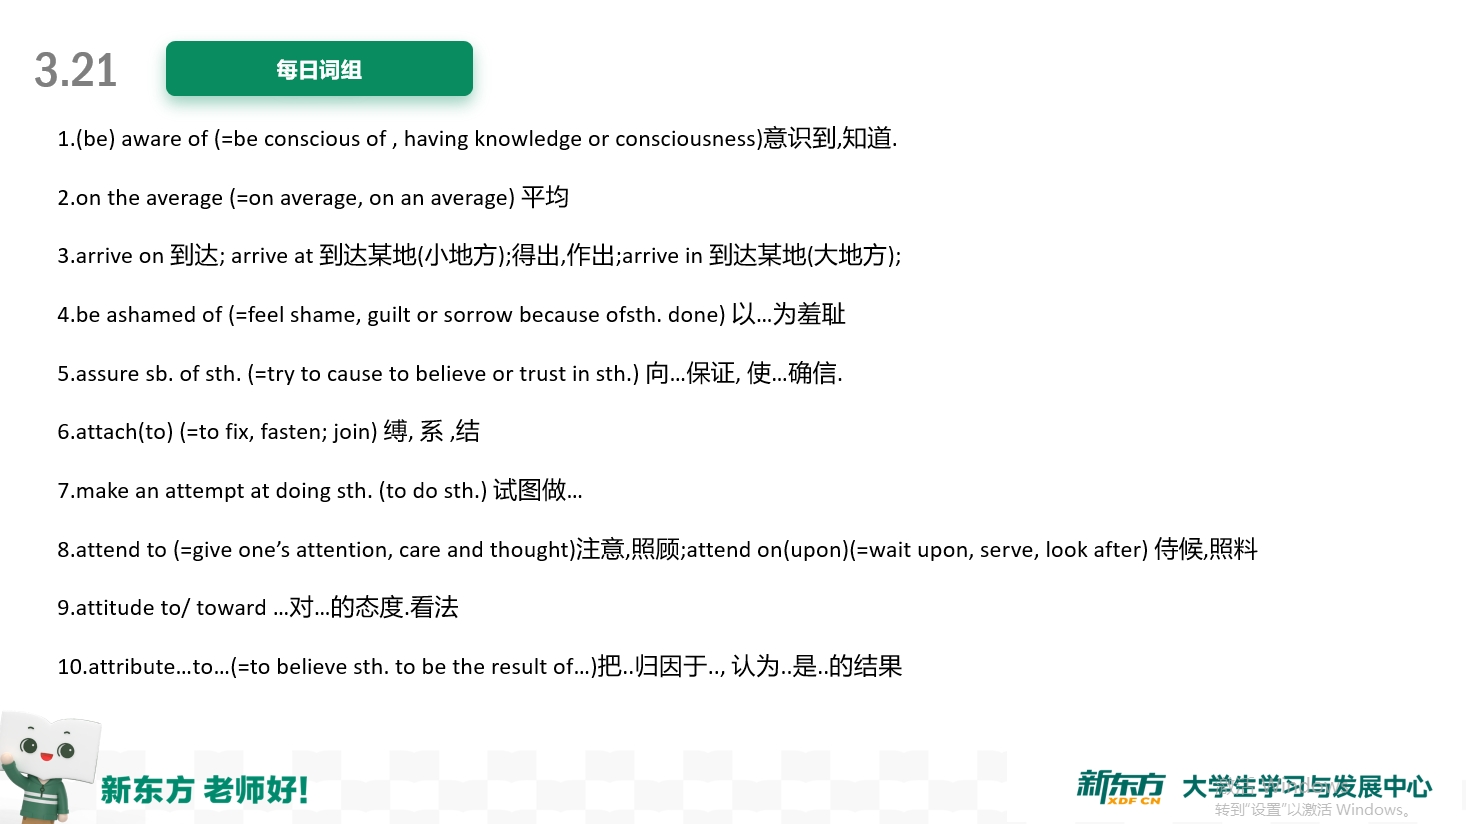 3.21
每日词组
1.(be) aware of (=be conscious of , having knowledge or consciousness)意识到,知道.
2.on the average (=on average, on an average) 平均
3.arrive on 到达; arrive at 到达某地(小地方);得出,作出;arrive in 到达某地(大地方);
4.be ashamed of (=feel shame, guilt or sorrow because ofsth. done) 以…为羞耻
5.assure sb. of sth. (=try to cause to believe or trust in sth.) 向…保证, 使…确信.
6.attach(to) (=to fix, fasten; join) 缚, 系 ,结
7.make an attempt at doing sth. (to do sth.) 试图做…
8.attend to (=give one’s attention, care and thought)注意,照顾;attend on(upon)(=wait upon, serve, look after) 侍候,照料
9.attitude to/ toward …对…的态度.看法
10.attribute…to…(=to believe sth. to be the result of…)把..归因于.., 认为..是..的结果
新东方 老师好!
新东方 XDF CN 大学生学习与发展中心
激活 Windows
转到“设置”以激活 Windows。